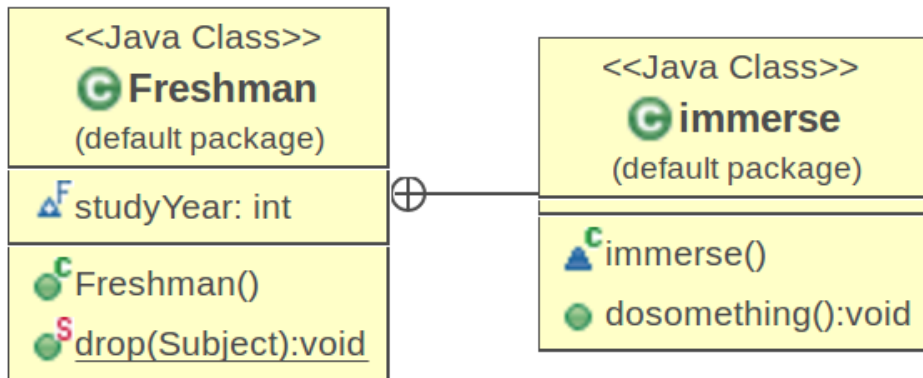 <<Java Class>>
C Freshman
(default package)
F studyYear: int
C Freshman()
S drop(Subject):void
<<Java Class>>
C immerse
(default package)
C immerse()
dosomething():void